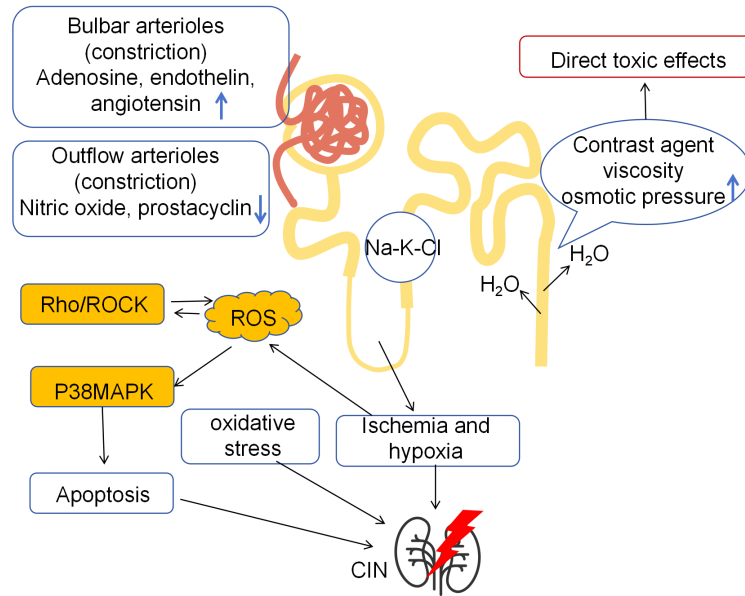 Bulbar arterioles
(constriction)
Adenosine, endothelin,
angiotensin
Outflow arterioles
(constriction)
Nitric oxide, prostacyclin
Direct toxic effects
Contrast agent
viscosity
osmotic pressure
Na-K-Cl
H₂O
H₂O
Rho/ROCK
ROS
P38MAPK
oxidative
stress
Ischemia and
hypoxia
Apoptosis
CIN